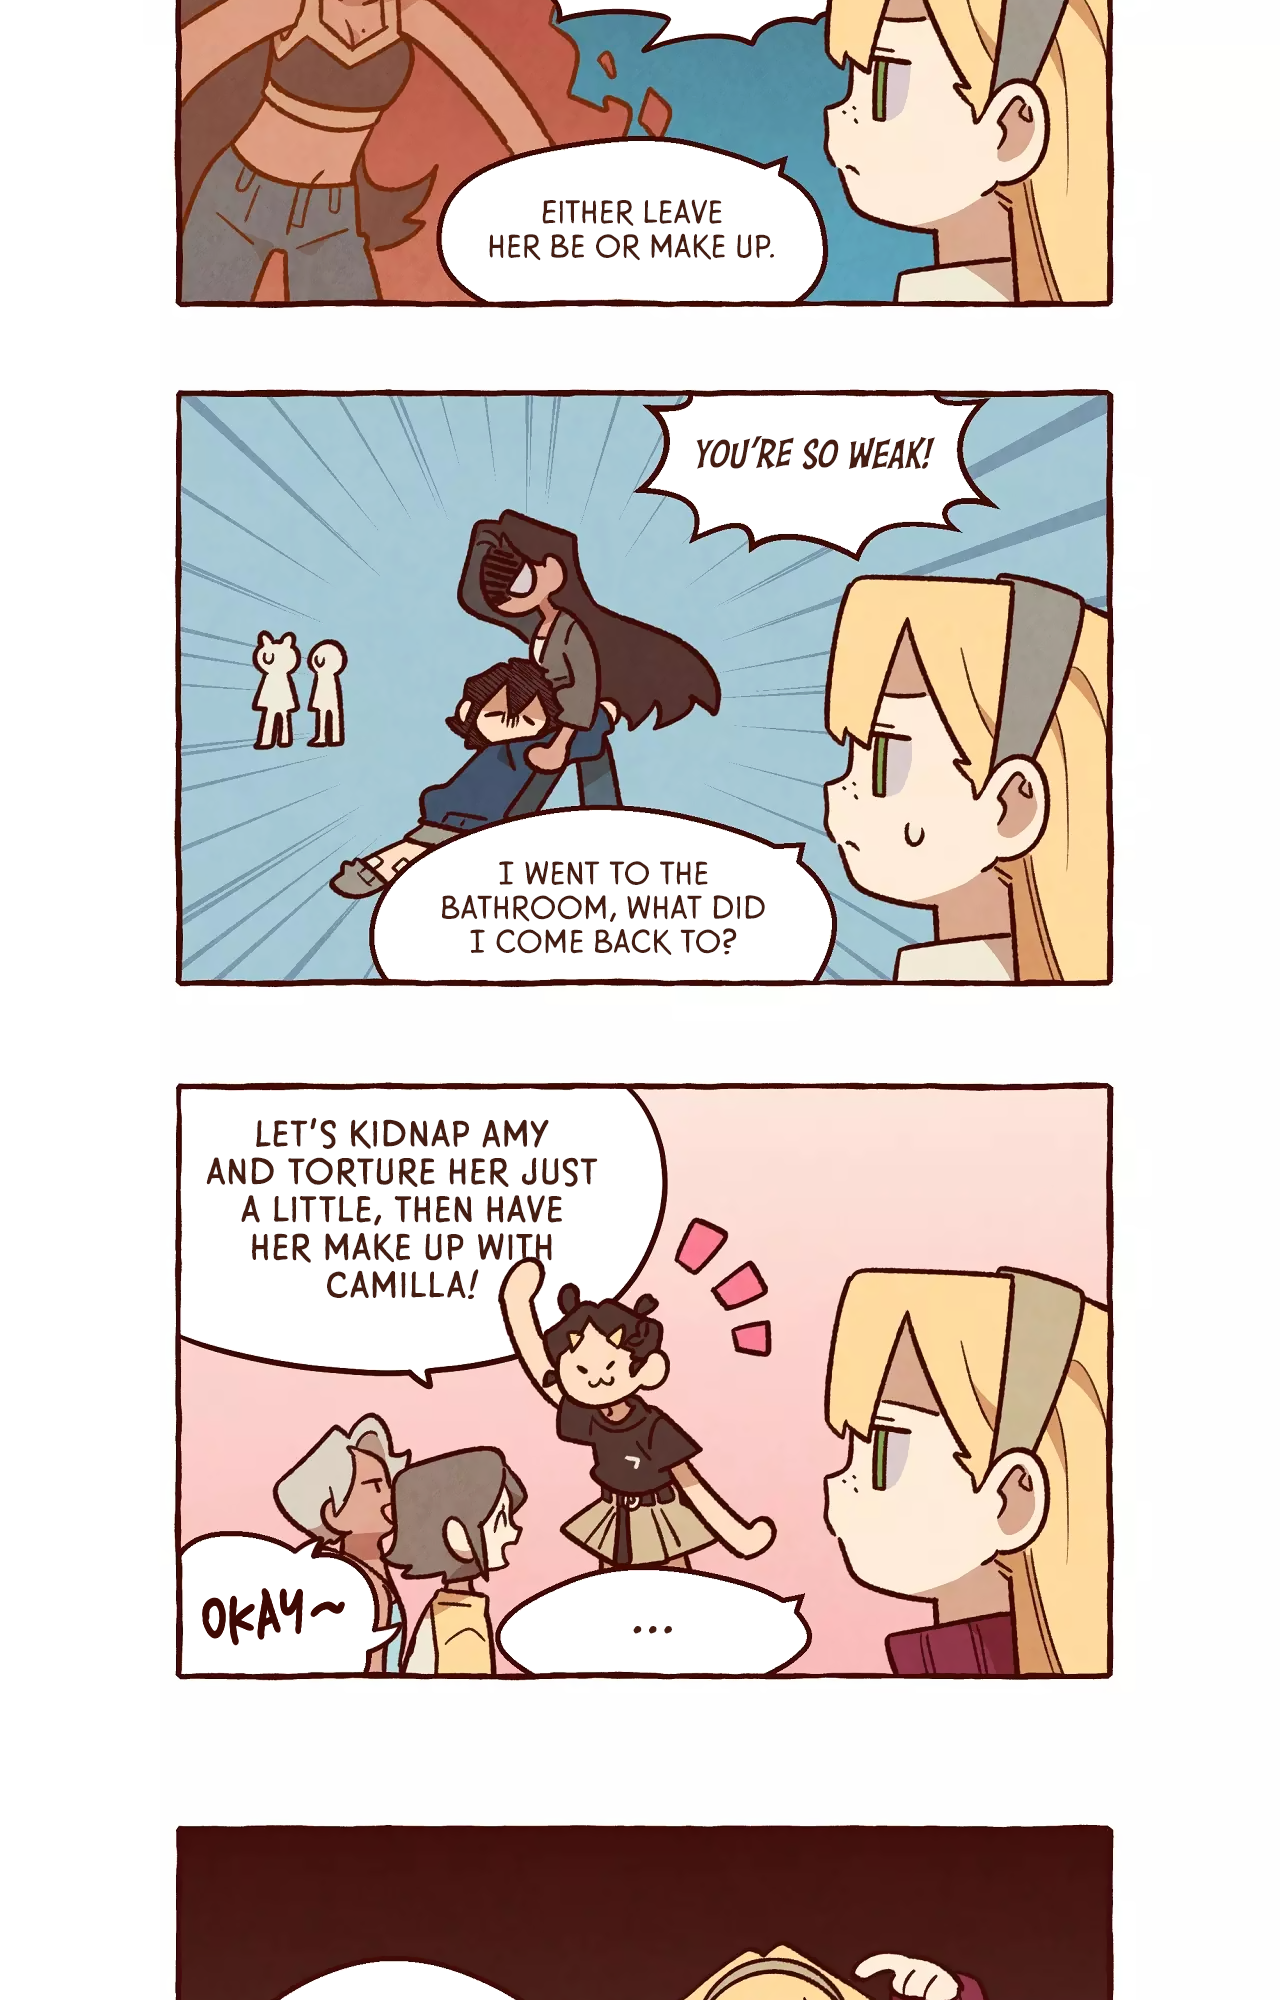 EITHER LEAVE
HER BE OR MAKE UP.
YOU'RE SO WEAK!
I WENT TO THE
BATHROOM, WHAT DID
I COME BACK TO?
LET'S KIDNAP AMY
AND TORTURE HER JUST
A LITTLE, THEN HAVE
HER MAKE UP WITH
CAMILLA!
OKAY~
...